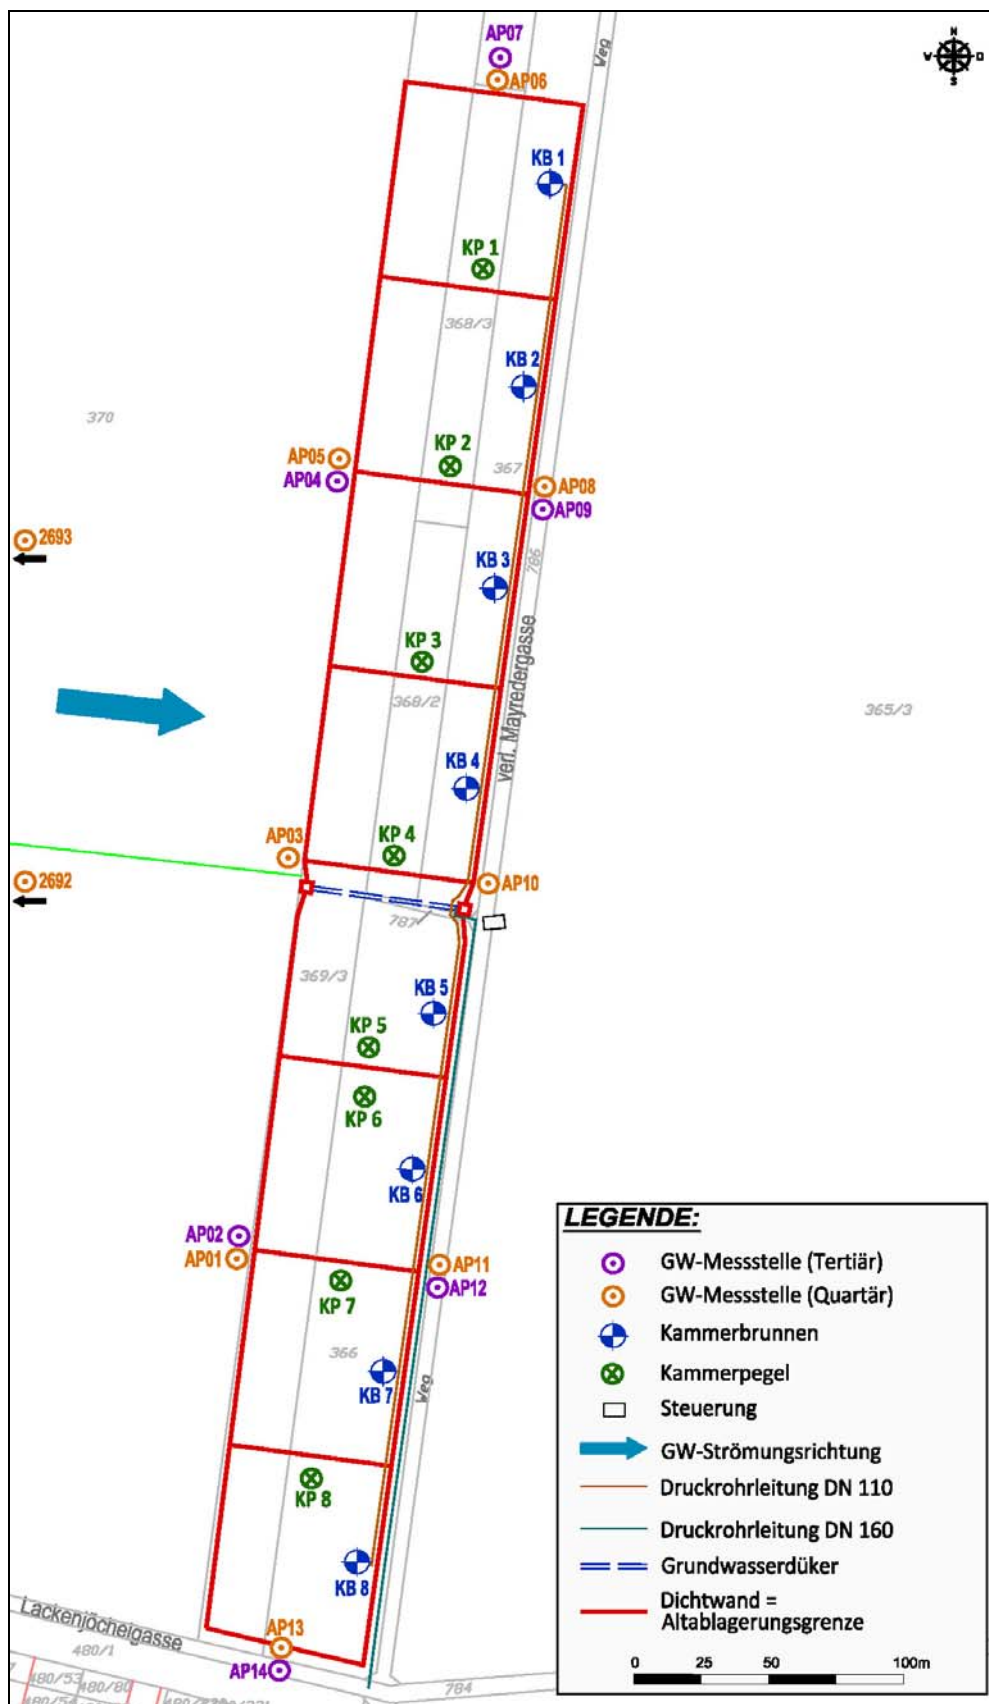 AP07
AP06
Weg
N
W O
S
KB 1
KP 1
368/3
KB 2
370
KP 2
AP05
367
AP04
AP08
AP09
2693
786
KB 3
KP 3
368/2
verl. Mayredergasse
365/3
KB 4
AP03
KP 4
2692
AP10
787
369/3
KB 5
KP 5
KP 6
KB 6
AP02
AP01
AP11
AP12
KP 7
366
KB 7
Weg
KP 8
KB 8
Lackenjöchelgasse
AP13
AP14
480/1
480/53
480/80
784
LEGENDE:
GW-Messstelle (Tertiär)
GW-Messstelle (Quartär)
Kammerbrunnen
Kammerpegel
Steuerung
GW-Strömungsrichtung
Druckrohrleitung DN 110
Druckrohrleitung DN 160
Grundwasserdüker
Dichtwand =
Altablagerungsgrenze
0 25 50 100m